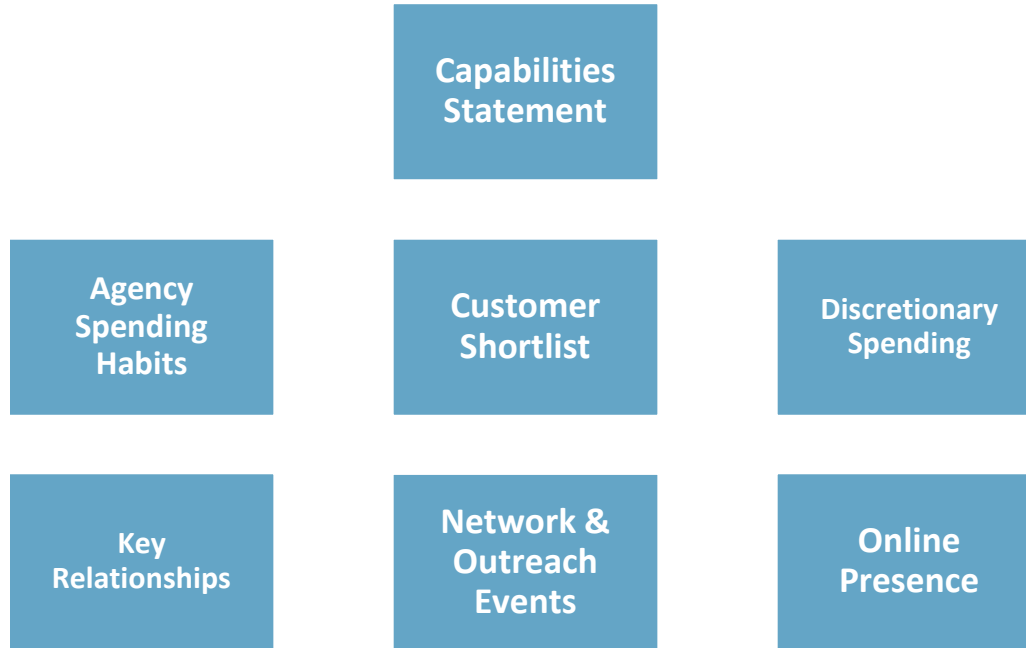 Capabilities
Statement
Agency
Spending
Habits
Customer
Shortlist
Discretionary
Spending
Key
Relationships
Network &
Outreach
Events
Online
Presence